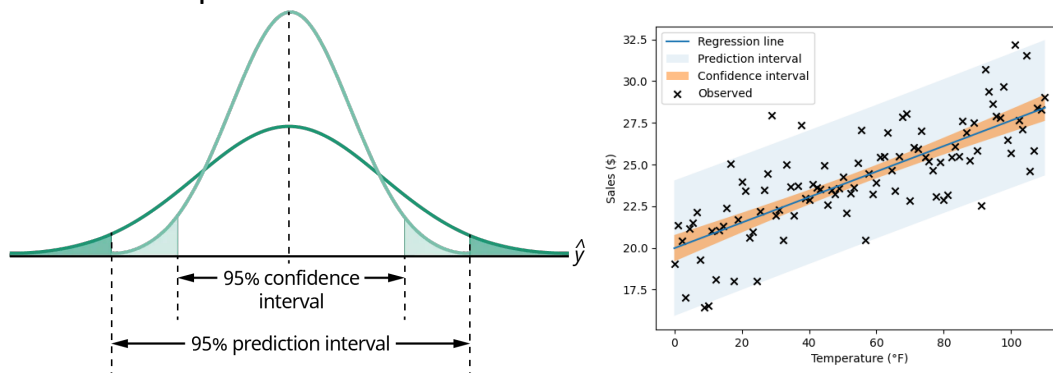 ŷ
95% confidence
interval
95% prediction interval
Regression line
Prediction interval
Confidence interval
Observed
Sales ($)
32.5
30.0
27.5
25.0
22.5
20.0
17.5
0
20
40
60
80
100
Temperature (°F)